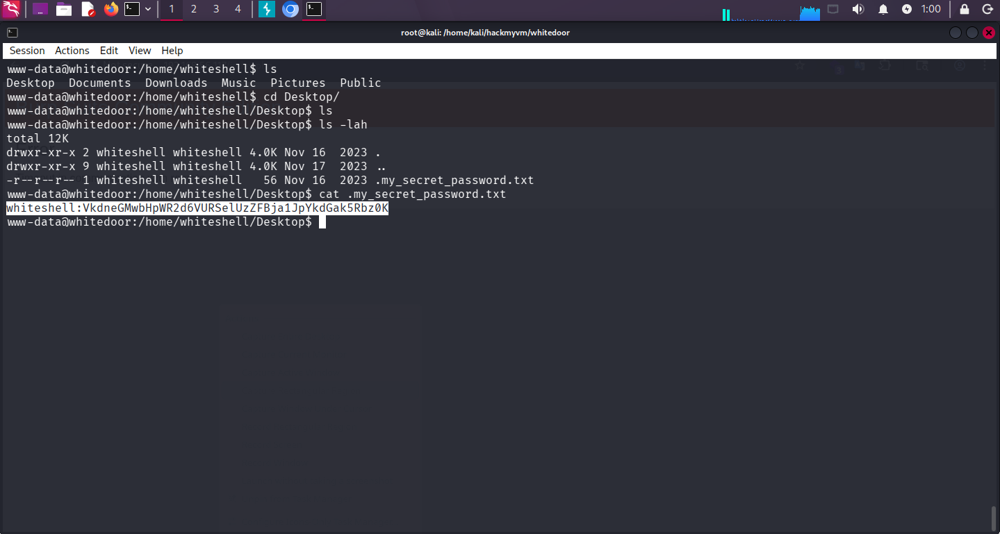 1 2 3 4 1:00
root@kali: /home/kali/hackmyvm/whitedoor
Session Actions Edit View Help
www-data@whitedoor:/home/whiteshell$ ls
Desktop  Documents  Downloads  Music  Pictures  Public
www-data@whitedoor:/home/whiteshell$ cd Desktop/
www-data@whitedoor:/home/whiteshell/Desktop$ ls
www-data@whitedoor:/home/whiteshell/Desktop$ ls -lah
total 12K
drwxr-xr-x 2 whiteshell whiteshell 4.0K Nov 16  2023 .
drwxr-xr-x 9 whiteshell whiteshell 4.0K Nov 17  2023 ..
-r--r--r-- 1 whiteshell whiteshell   56 Nov 16  2023 .my_secret_password.txt
www-data@whitedoor:/home/whiteshell/Desktop$ cat .my_secret_password.txt
whiteshell:VkdneGMwbHpWR2d6VURSelUzZFBja1JpYkdGak5Rbz0K
www-data@whitedoor:/home/whiteshell/Desktop$